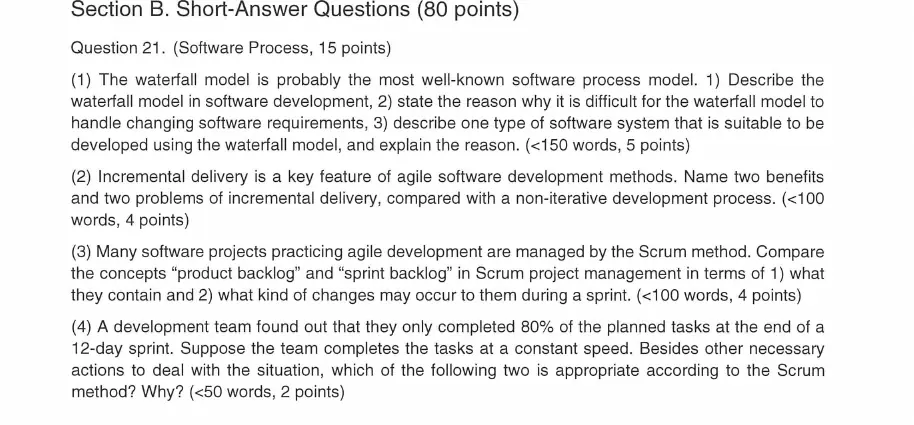 Section B. Short-Answer Questions (80 points)
Question 21. (Software Process, 15 points)
(1) The waterfall model is probably the most well-known software process model. 1) Describe the
waterfall model in software development, 2) state the reason why it is difficult for the waterfall model to
handle changing software requirements, 3) describe one type of software system that is suitable to be
developed using the waterfall model, and explain the reason. (<150 words, 5 points)
(2) Incremental delivery is a key feature of agile software development methods. Name two benefits
and two problems of incremental delivery, compared with a non-iterative development process. (<100
words, 4 points)
(3) Many software projects practicing agile development are managed by the Scrum method. Compare
the concepts “product backlog” and “sprint backlog” in Scrum project management in terms of 1) what
they contain and 2) what kind of changes may occur to them during a sprint. (<100 words, 4 points)
(4) A development team found out that they only completed 80% of the planned tasks at the end of a
12-day sprint. Suppose the team completes the tasks at a constant speed. Besides other necessary
actions to deal with the situation, which of the following two is appropriate according to the Scrum
method? Why? (<50 words, 2 points)